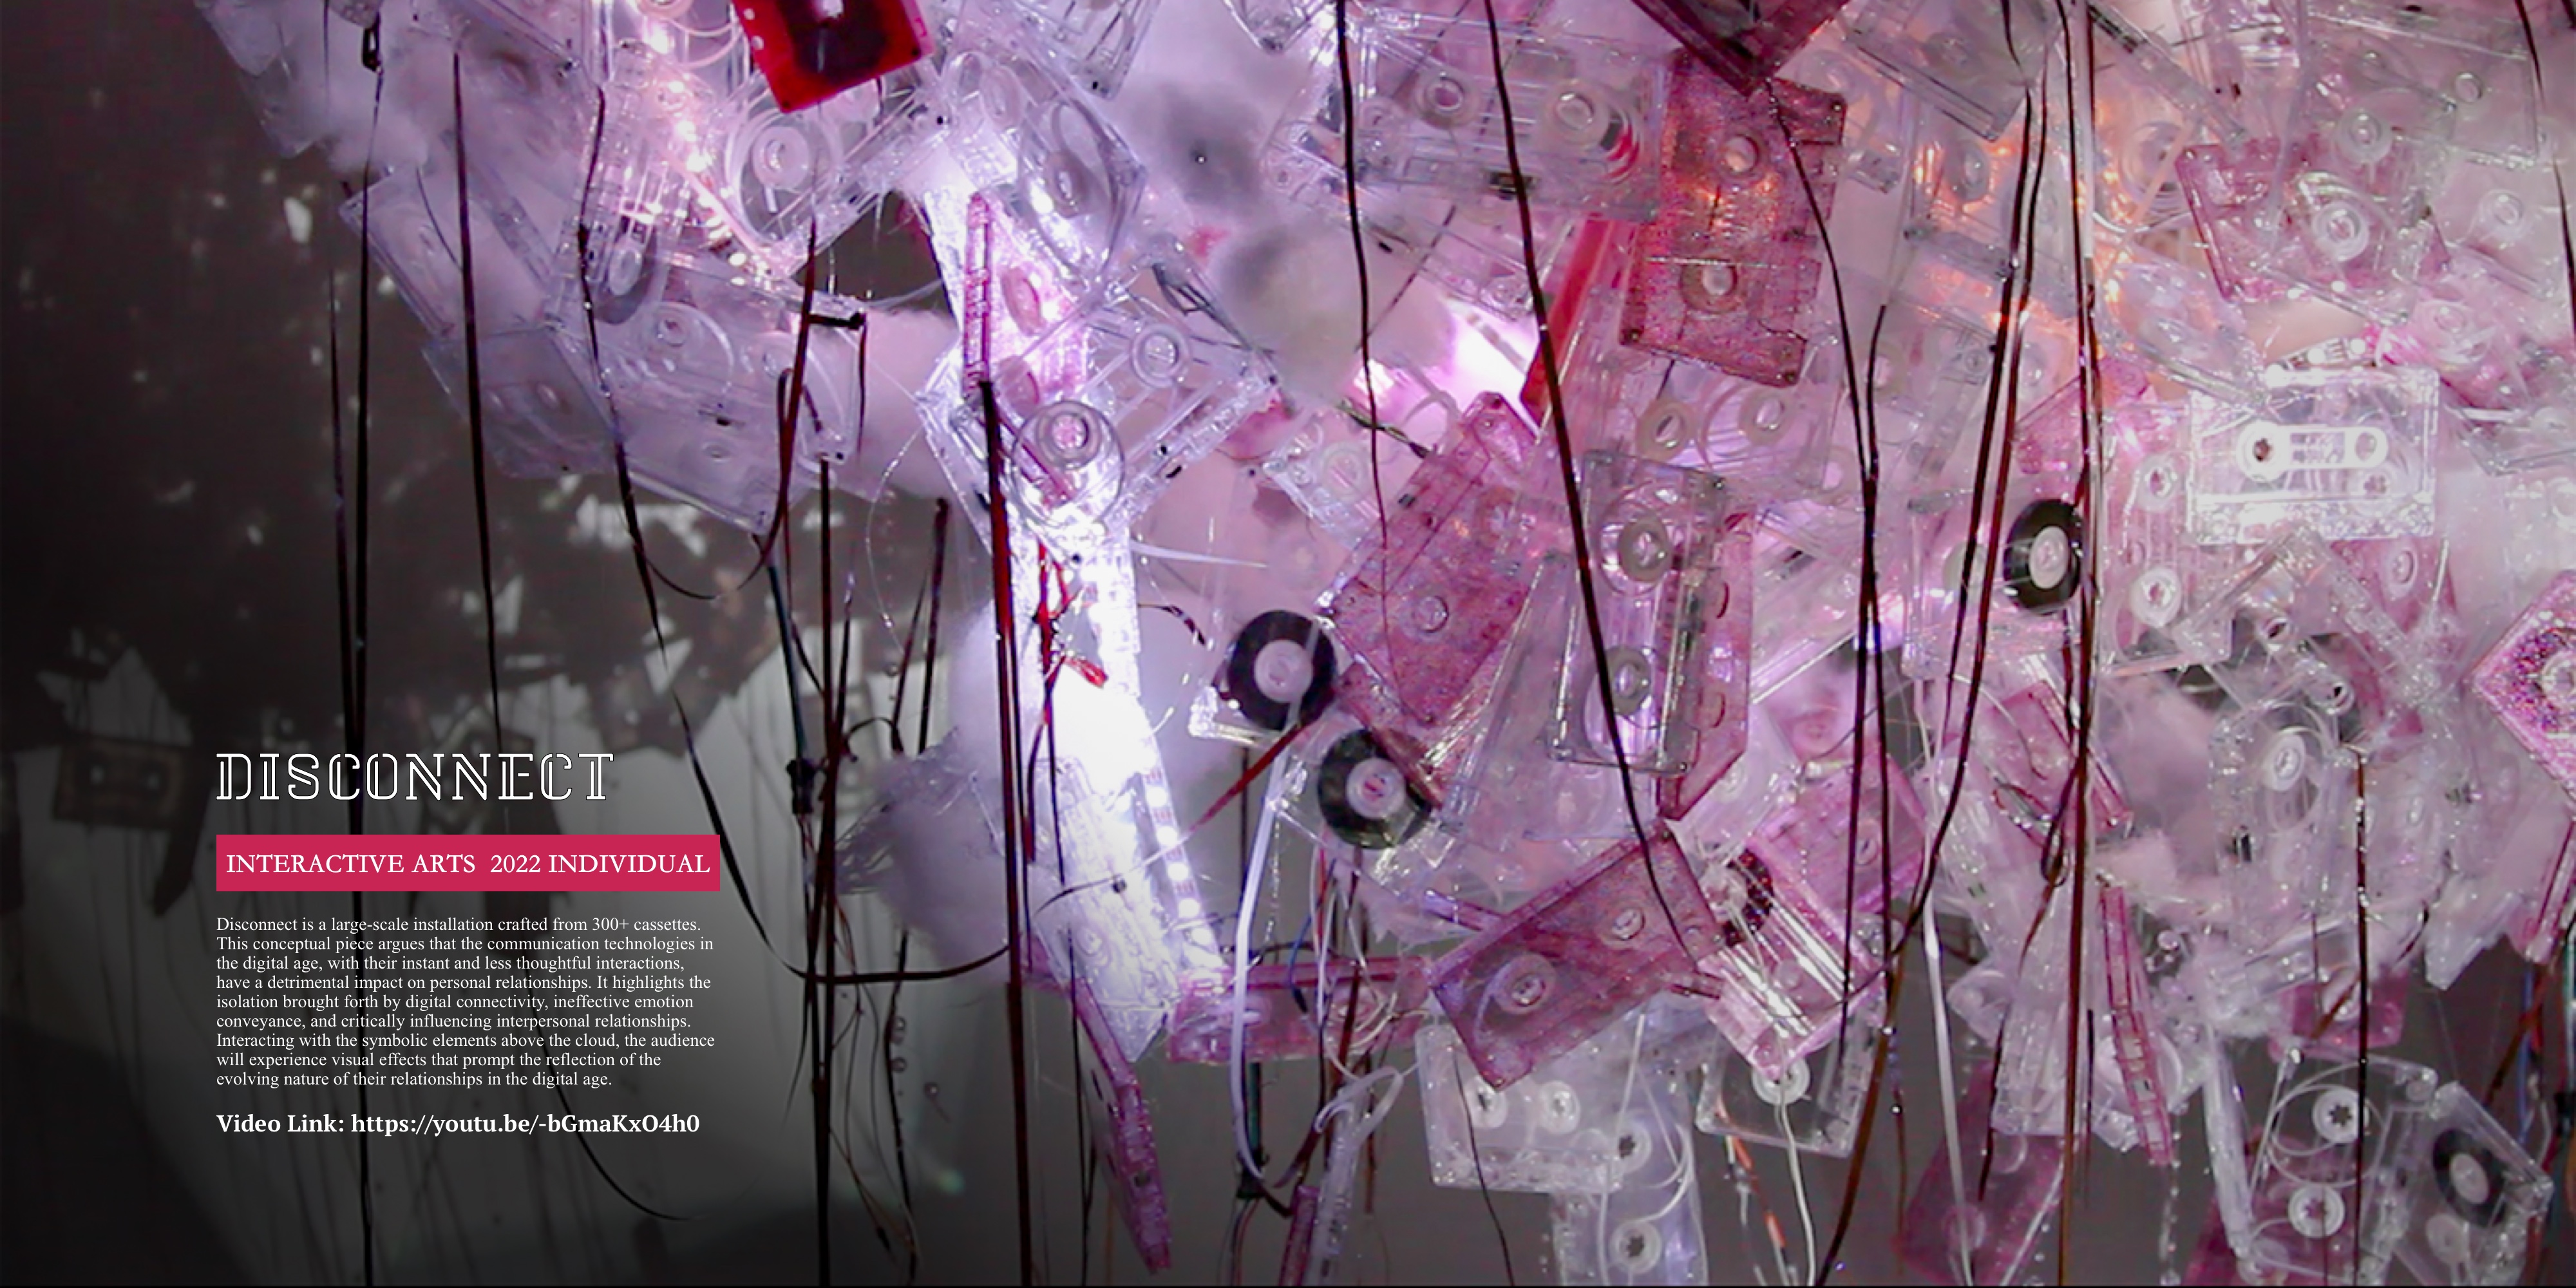 DISCONNECT
INTERACTIVE ARTS 2022 INDIVIDUAL
Disconnect is a large-scale installation crafted from 300+ cassettes.
This conceptual piece argues that the communication technologies in
the digital age, with their instant and less thoughtful interactions,
have a detrimental impact on personal relationships. It highlights the
isolation brought forth by digital connectivity, ineffective emotion
conveyance, and critically influencing interpersonal relationships.
Interacting with the symbolic elements above the cloud, the audience
will experience visual effects that prompt the reflection of the
evolving nature of their relationships in the digital age.
Video Link: https://youtu.be/-bGmaKxO4h0